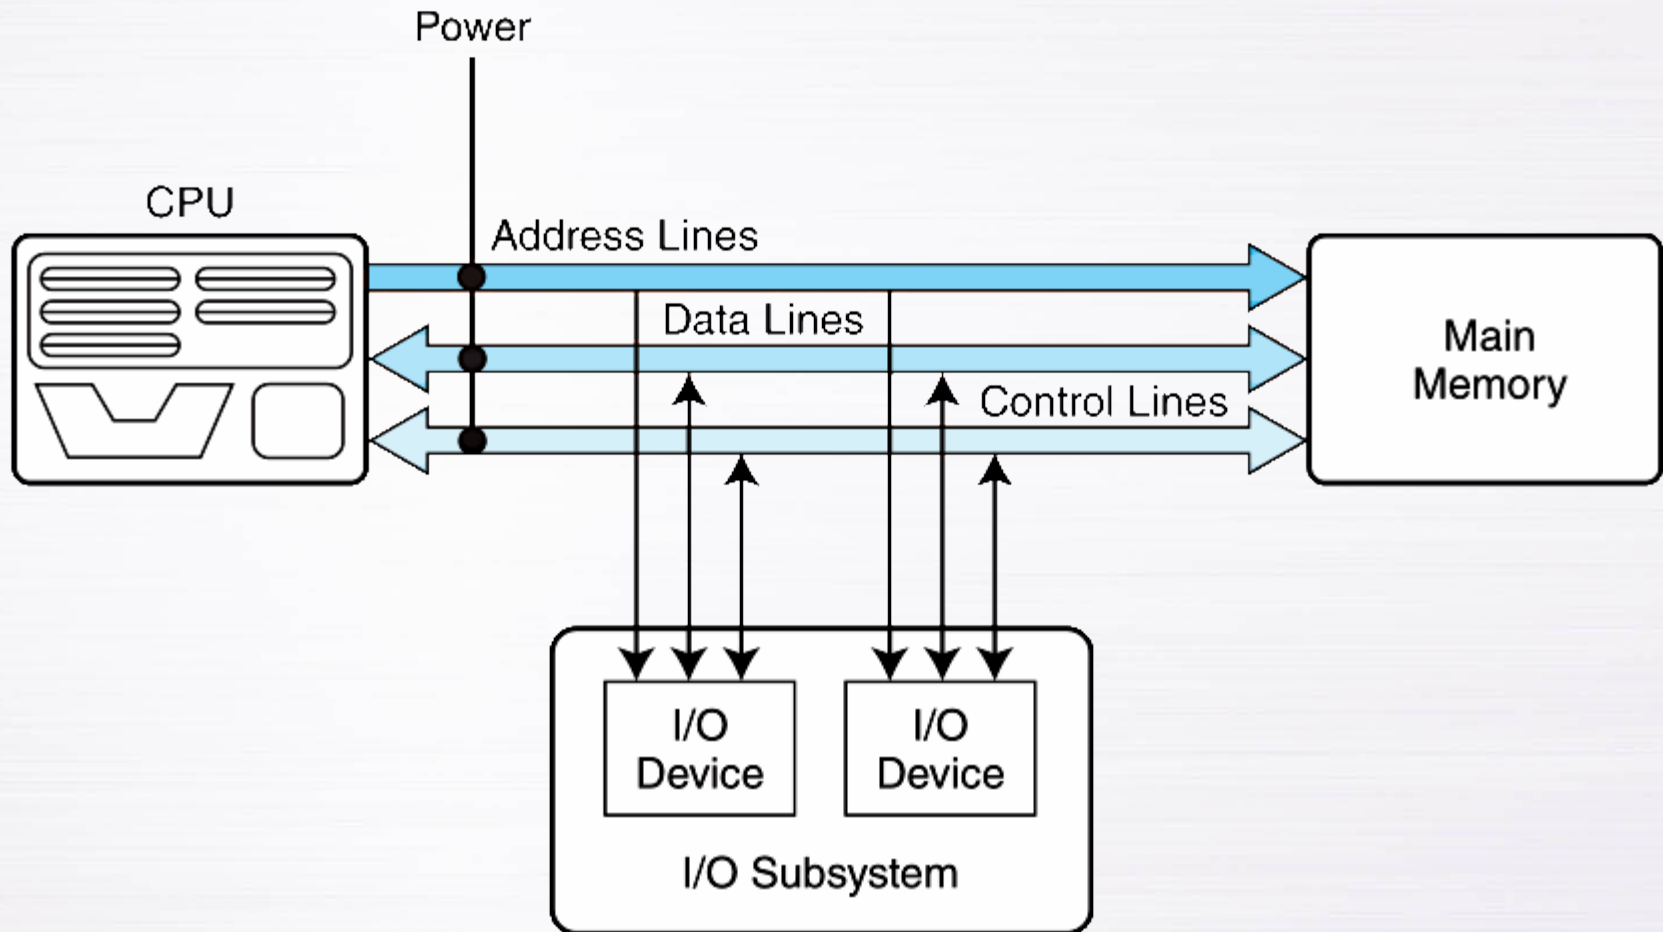 Power
CPU
Address Lines
Data Lines
Control Lines
Main
Memory
I/O
Device
I/O
Device
I/O Subsystem